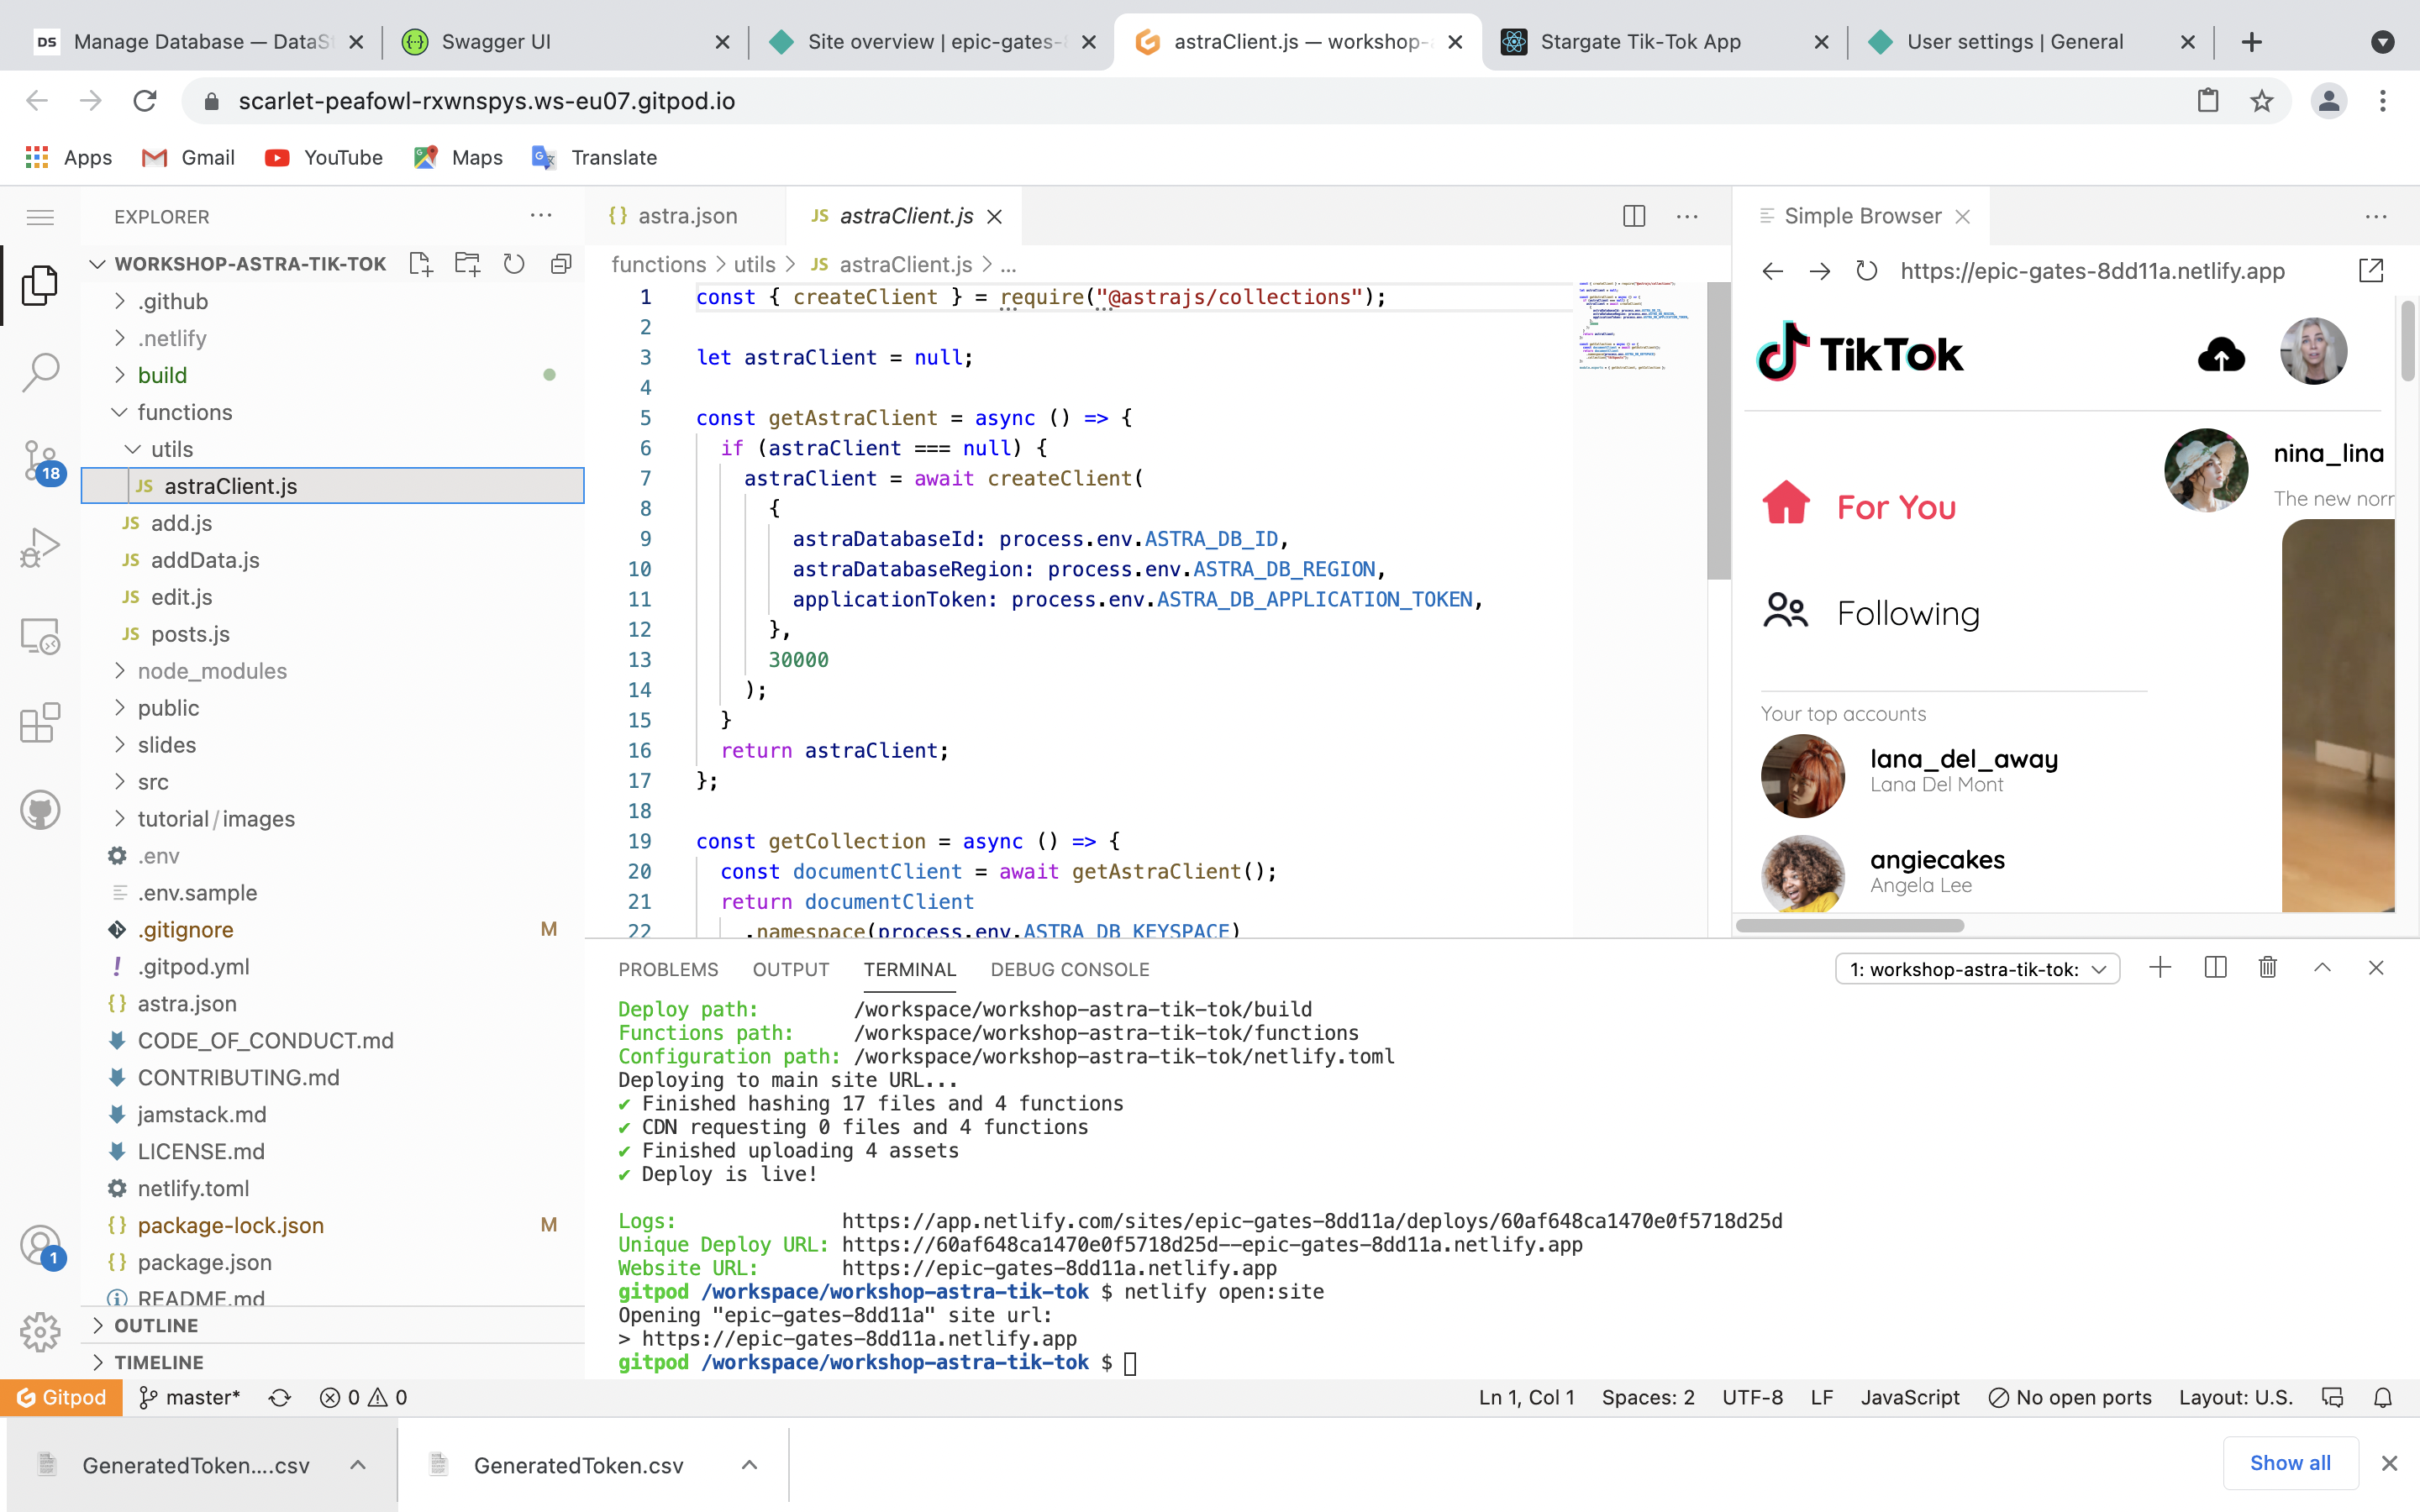 DS Manage Database — DataS
Swagger UI
Site overview | epic-gates-8
astraClient.js — workshop-a
Stargate Tik-Tok App
User settings | General
scarlet-peafowl-rxwnspys.ws-eu07.gitpod.io
Apps
Gmail
YouTube
Maps
Translate
EXPLORER
WORKSHOP-ASTRA-TIK-TOK
.github
.netlify
build
functions
utils
JS astraClient.js
JS add.js
JS addData.js
JS edit.js
JS posts.js
node_modules
public
slides
src
tutorial/images
.env
.env.sample
.gitignore M
.gitpod.yml
{} astra.json
CODE_OF_CONDUCT.md
CONTRIBUTING.md
jamstack.md
LICENSE.md
netlify.toml
{} package-lock.json M
{} package.json
README.md
OUTLINE
TIMELINE
18
1
{} astra.json
JS astraClient.js
functions > utils > JS astraClient.js > ...
1 const { createClient } = require("@astrajs/collections");
2
3 let astraClient = null;
4
5 const getAstraClient = async () => {
6 if (astraClient === null) {
7 astraClient = await createClient(
8 {
9 astraDatabaseId: process.env.ASTRA_DB_ID,
10 astraDatabaseRegion: process.env.ASTRA_DB_REGION,
11 applicationToken: process.env.ASTRA_DB_APPLICATION_TOKEN,
12 },
13 30000
14 );
15 }
16 return astraClient;
17 };
18
19 const getCollection = async () => {
20 const documentClient = await getAstraClient();
21 return documentClient
22 .namespace(process.env.ASTRA_DB_KEYSPACE)
Simple Browser
https://epic-gates-8dd11a.netlify.app
TikTok
For You
Following
Your top accounts
lana_del_away
Lana Del Mont
angiecakes
Angela Lee
nina_lina
The new norr
PROBLEMS OUTPUT TERMINAL DEBUG CONSOLE
1: workshop-astra-tik-tok:
Deploy path: /workspace/workshop-astra-tik-tok/build
Functions path: /workspace/workshop-astra-tik-tok/functions
Configuration path: /workspace/workshop-astra-tik-tok/netlify.toml
Deploying to main site URL...
✔ Finished hashing 17 files and 4 functions
✔ CDN requesting 0 files and 4 functions
✔ Finished uploading 4 assets
✔ Deploy is live!
Logs: https://app.netlify.com/sites/epic-gates-8dd11a/deploys/60af648ca1470e0f5718d25d
Unique Deploy URL: https://60af648ca1470e0f5718d25d--epic-gates-8dd11a.netlify.app
Website URL: https://epic-gates-8dd11a.netlify.app
gitpod /workspace/workshop-astra-tik-tok $ netlify open:site
Opening "epic-gates-8dd11a" site url:
> https://epic-gates-8dd11a.netlify.app
gitpod /workspace/workshop-astra-tik-tok $
Gitpod master* 0 0
Ln 1, Col 1 Spaces: 2 UTF-8 LF JavaScript No open ports Layout: U.S.
GeneratedToken....csv
GeneratedToken.csv
Show all